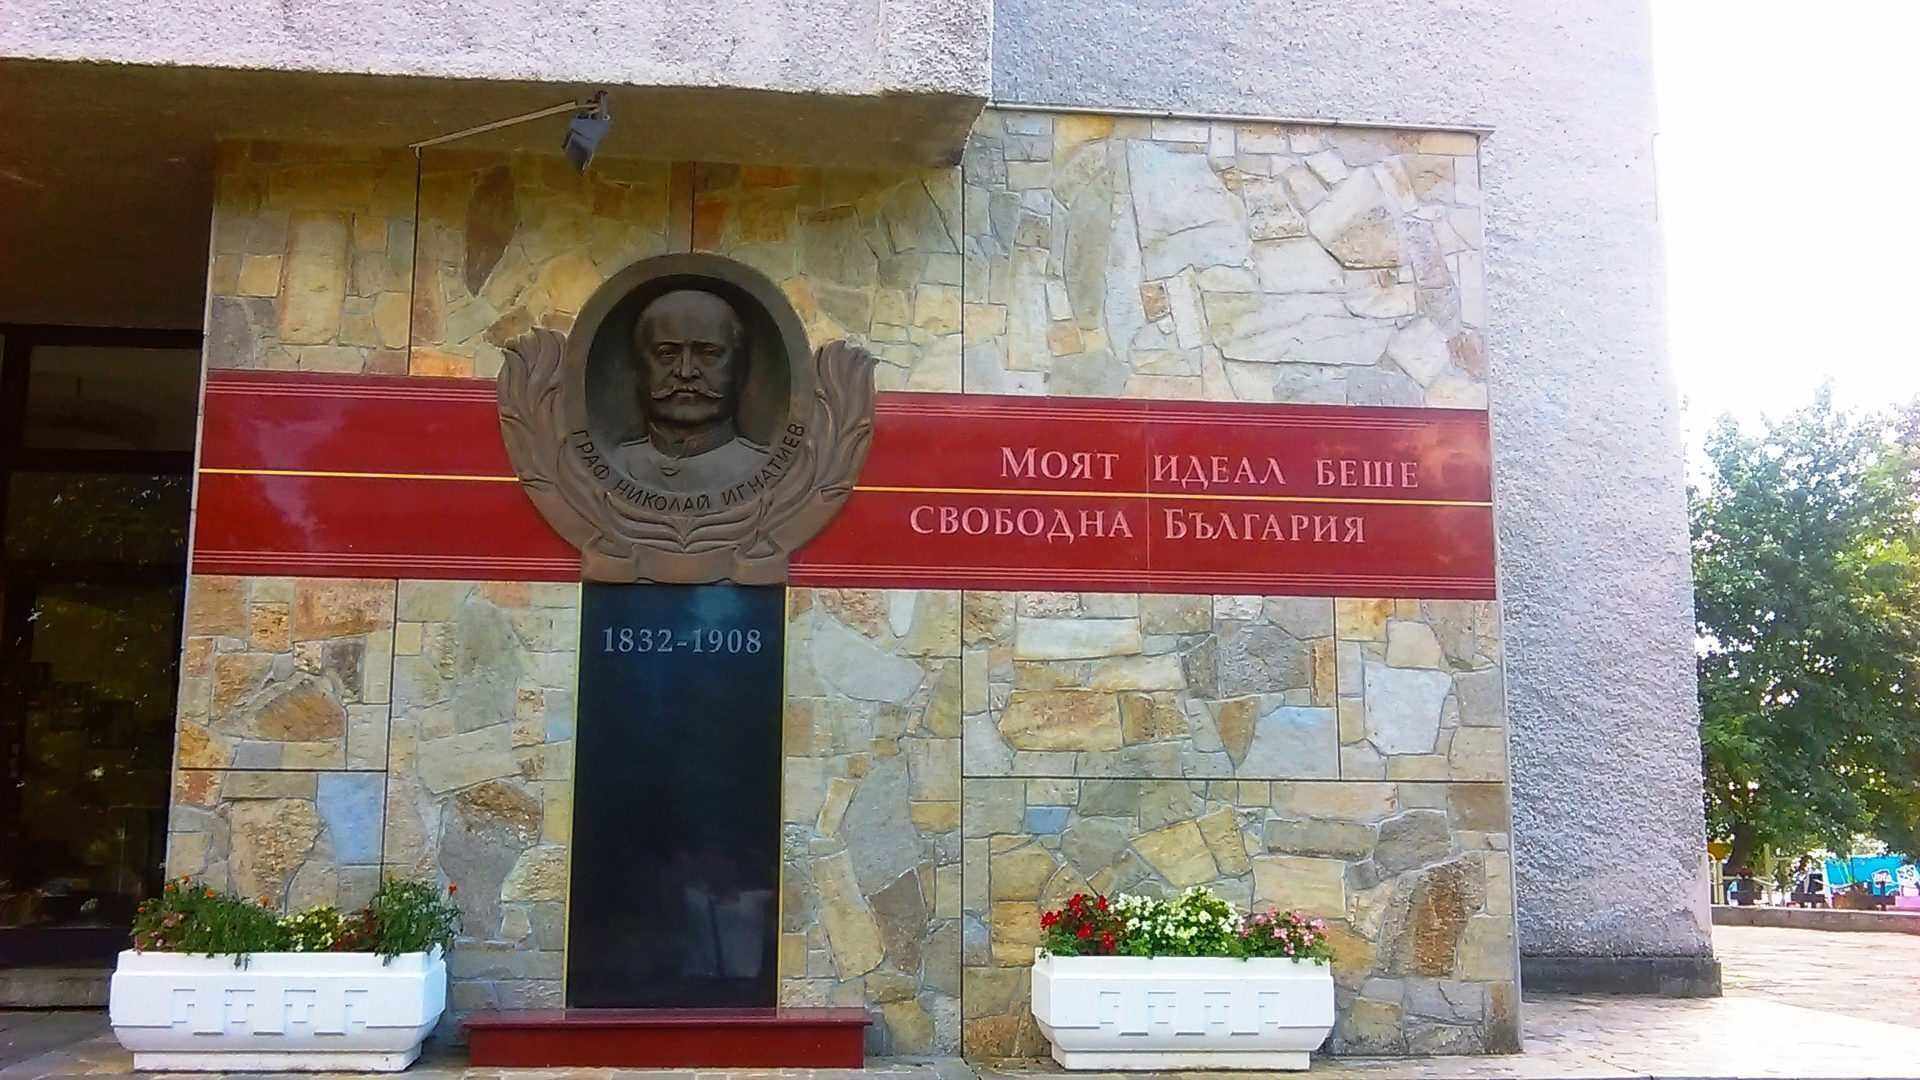 ГРАФ НИКОЛАЙ ИГНАТИЕВ
Моят идеал беше
свободна България
1832-1908